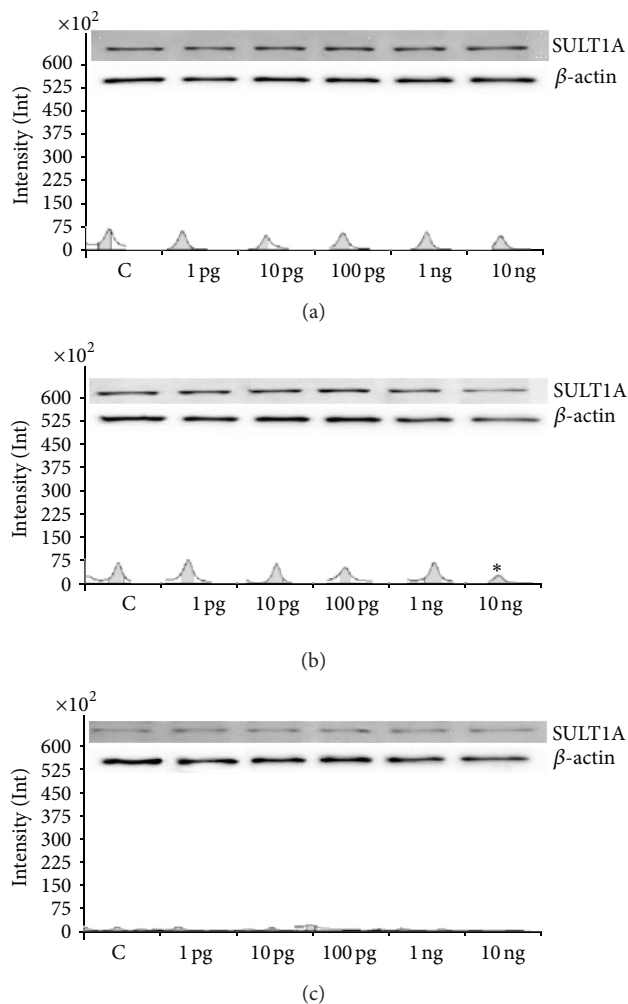 ×10²
SULT1A
β-actin
Intensity (Int)
600
525
450
375
300
225
150
75
0
C 1 pg 10 pg 100 pg 1 ng 10 ng
(a)
×10²
SULT1A
β-actin
Intensity (Int)
600
525
450
375
300
225
150
75
0
*
C 1 pg 10 pg 100 pg 1 ng 10 ng
(b)
×10²
SULT1A
β-actin
Intensity (Int)
600
525
450
375
300
225
150
75
0
C 1 pg 10 pg 100 pg 1 ng 10 ng
(c)